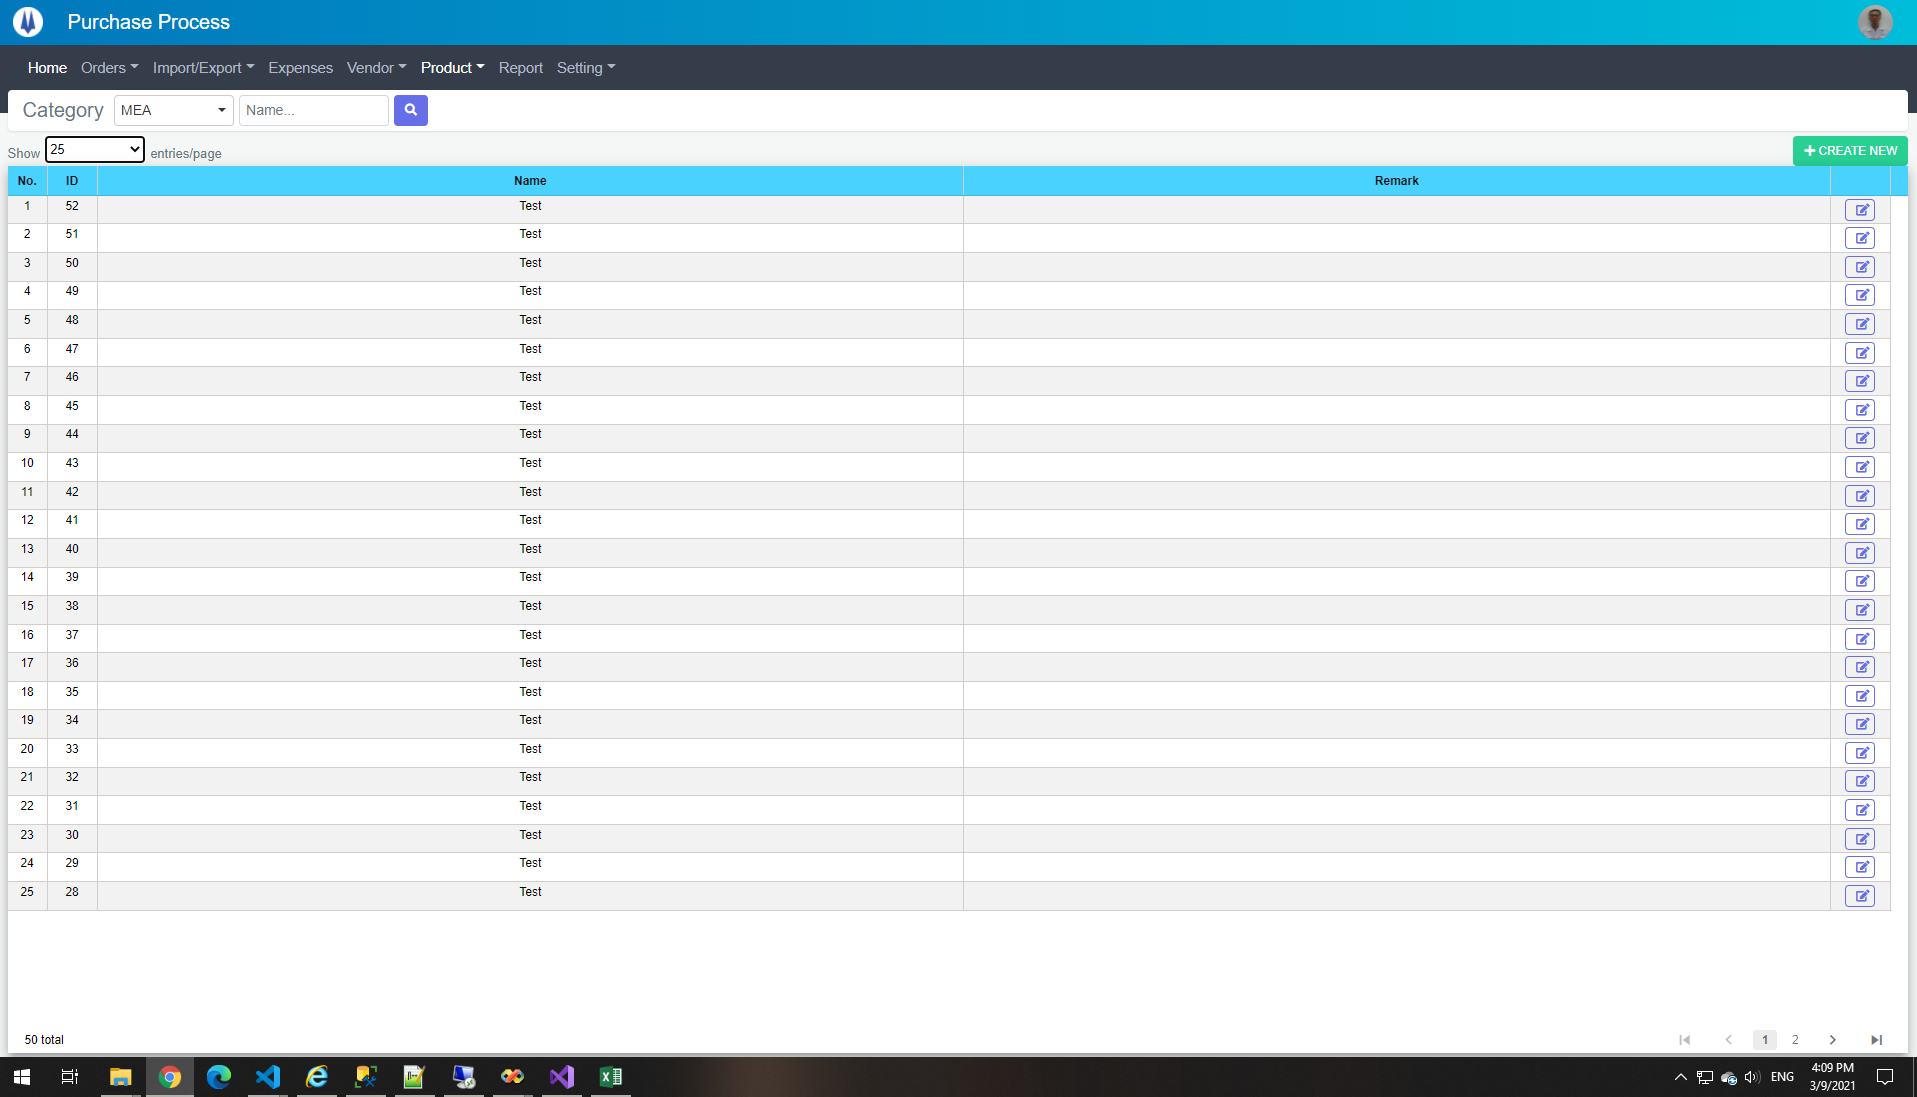 Purchase Process
Home Orders Import/Export Expenses Vendor Product Report Setting
Category MEA Name...
Show 25 entries/page CREATE NEW
No. ID Name Remark
1 52 Test
2 51 Test
3 50 Test
4 49 Test
5 48 Test
6 47 Test
7 46 Test
8 45 Test
9 44 Test
10 43 Test
11 42 Test
12 41 Test
13 40 Test
14 39 Test
15 38 Test
16 37 Test
17 36 Test
18 35 Test
19 34 Test
20 33 Test
21 32 Test
22 31 Test
23 30 Test
24 29 Test
25 28 Test
50 total 1 2
ENG 4:09 PM
3/9/2021